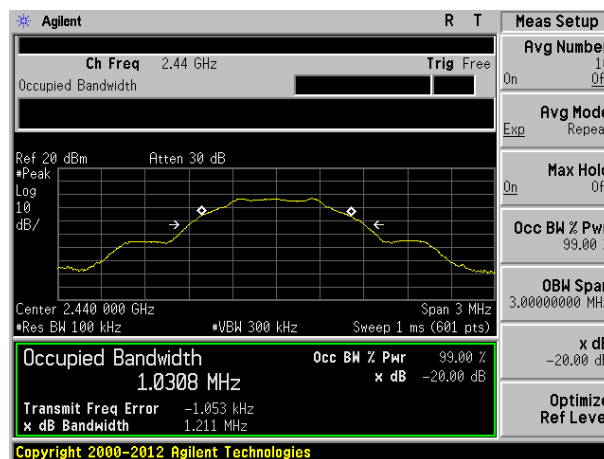 Agilent R T
Ch Freq 2.44 GHz Trig Free
Occupied Bandwidth
Ref 20 dBm Atten 30 dB
#Peak
Log
10
dB/
Center 2.440 000 GHz Span 3 MHz
#Res BW 100 kHz #VBW 300 kHz Sweep 1 ms (601 pts)
Occupied Bandwidth Occ BW % Pwr 99.00 %
1.0308 MHz x dB -20.00 dB
Transmit Freq Error -1.053 kHz
x dB Bandwidth 1.211 MHz
Copyright 2000-2012 Agilent Technologies
Meas Setup
Avg Number
On
Avg Mode
Exp Repea
Max Hold
On Of
Occ BW % Pwr
99.00
OBW Span
3.00000000 MH
x dB
-20.00 dB
Optimize
Ref Level